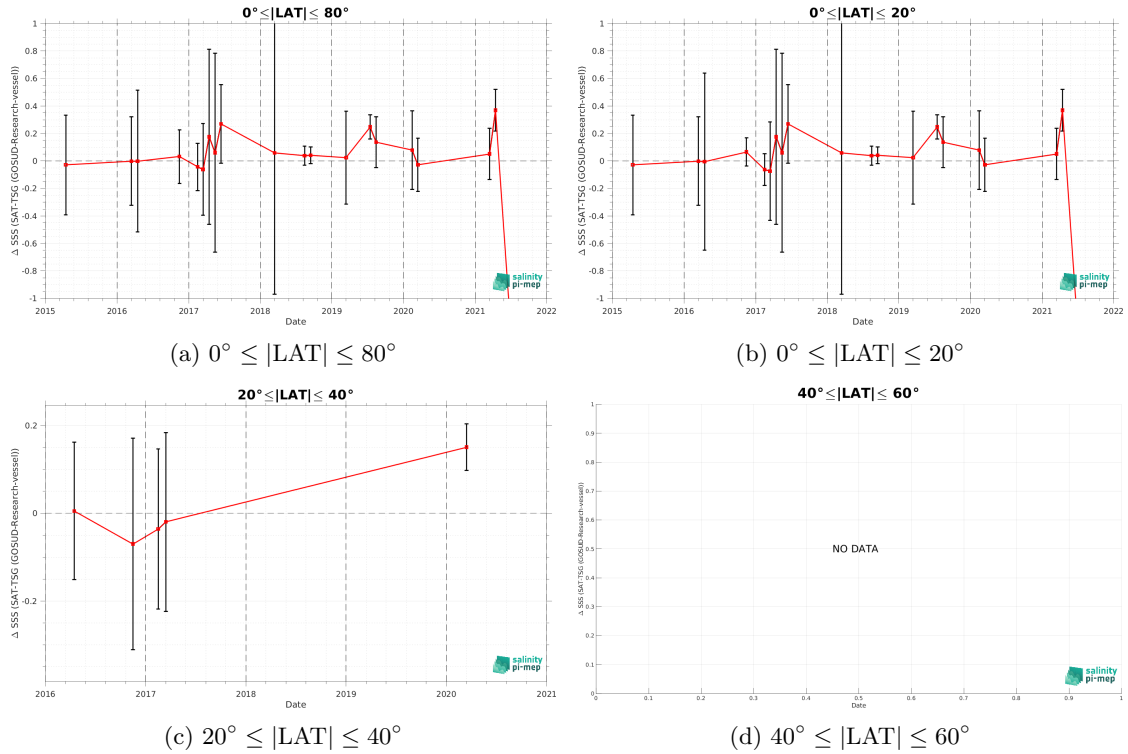 0°≤|LAT|≤ 80°
Δ SSS (SAT-TSG (GOSUD-Research-vessel))
1
0.8
0.6
0.4
0.2
0
-0.2
-0.4
-0.6
-0.8
-1
2015 2016 2017 2018 2019 2020 2021 2022
Date
salinity
pi-mep
(a) 0° ≤ |LAT| ≤ 80°
0°≤|LAT|≤ 20°
Δ SSS (SAT-TSG (GOSUD-Research-vessel))
1
0.8
0.6
0.4
0.2
0
-0.2
-0.4
-0.6
-0.8
-1
2015 2016 2017 2018 2019 2020 2021 2022
Date
salinity
pi-mep
(b) 0° ≤ |LAT| ≤ 20°
20°≤|LAT|≤ 40°
Δ SSS (SAT-TSG (GOSUD-Research-vessel))
0.2
0
-0.2
2016 2017 2018 2019 2020 2021
Date
salinity
pi-mep
(c) 20° ≤ |LAT| ≤ 40°
40°≤|LAT|≤ 60°
Δ SSS (SAT-TSG (GOSUD-Research-vessel))
1
0.9
0.8
0.7
0.6
0.5
0.4
0.3
0.2
0.1
0
NO DATA
0 0.1 0.2 0.3 0.4 0.5 0.6 0.7 0.8 0.9 1
Date
salinity
pi-mep
(d) 40° ≤ |LAT| ≤ 60°